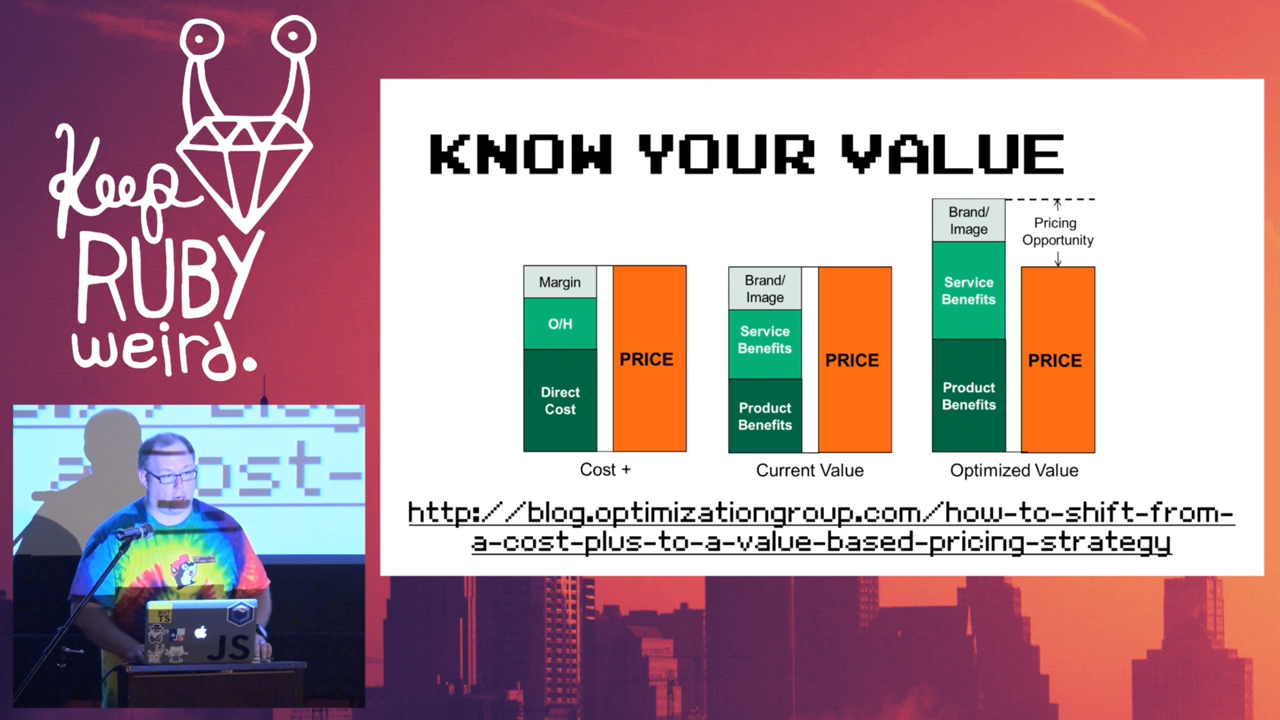 Keep
RUBY
weird.
KNOW YOUR VALUE
Margin
O/H
Direct
Cost
PRICE
Cost +
Brand/
Image
Service
Benefits
Product
Benefits
PRICE
Current Value
Brand/
Image
Service
Benefits
Product
Benefits
Pricing
Opportunity
PRICE
Optimized Value
http://blog.optimizationgroup.com/how-to-shift-from-
a-cost-plus-to-a-value-based-pricing-strategy
a cost-
JS